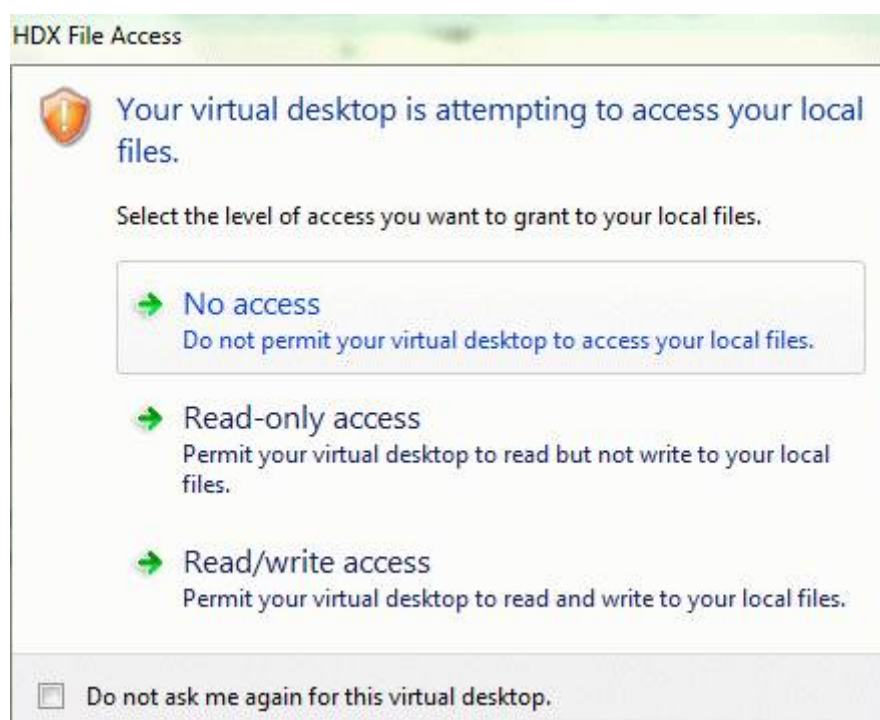 HDX File Access
Your virtual desktop is attempting to access your local
files.
Select the level of access you want to grant to your local files.
No access
Do not permit your virtual desktop to access your local files.
Read-only access
Permit your virtual desktop to read but not write to your local
files.
Read/write access
Permit your virtual desktop to read and write to your local files.
Do not ask me again for this virtual desktop.